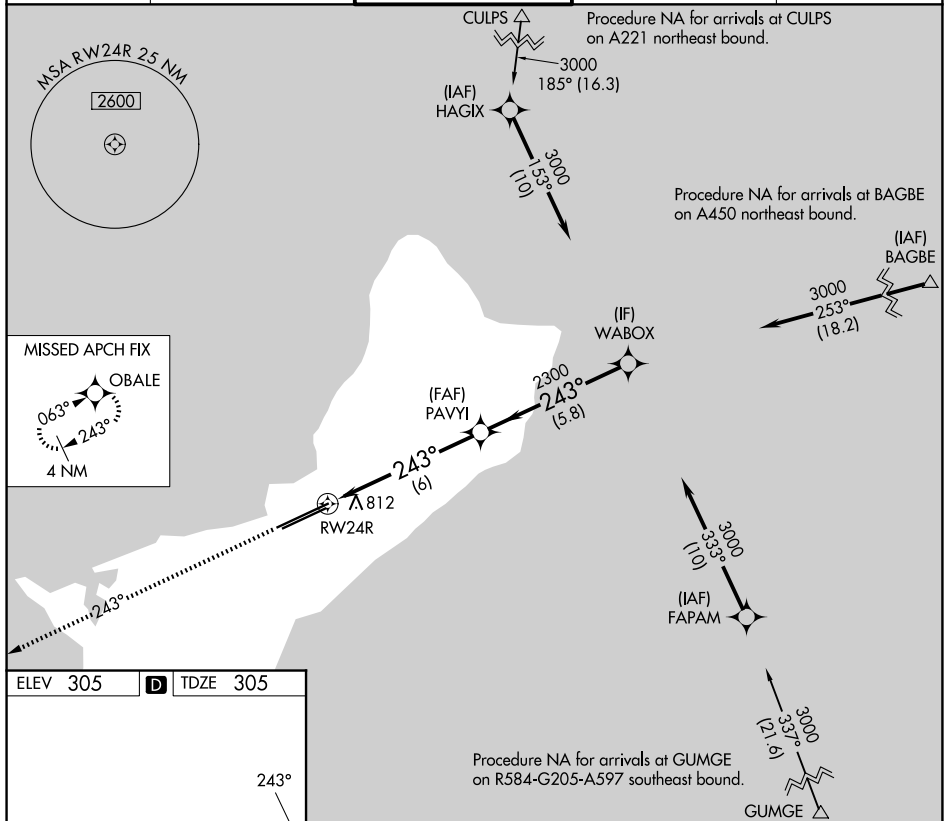 CULPS
Procedure NA for arrivals at CULPS
on A221 northeast bound.
MSA RW24R 25 NM
2600
3000
185° (16.3)
(IAF)
HAGIX
3000
153°
(10)
Procedure NA for arrivals at BAGBE
on A450 northeast bound.
(IAF)
BAGBE
3000
253°
(18.2)
(IF)
WABOX
MISSED APCH FIX
OBALE
063°
243°
4 NM
2300
243°
(5.8)
(FAF)
PAVYI
243°
(6)
812
RW24R
3000
333°
(10)
(IAF)
FAPAM
243°
ELEV 305
D
TDZE 305
3000
337°
(21.6)
Procedure NA for arrivals at GUMGE
on R584-G205-A597 southeast bound.
243°
GUMGE